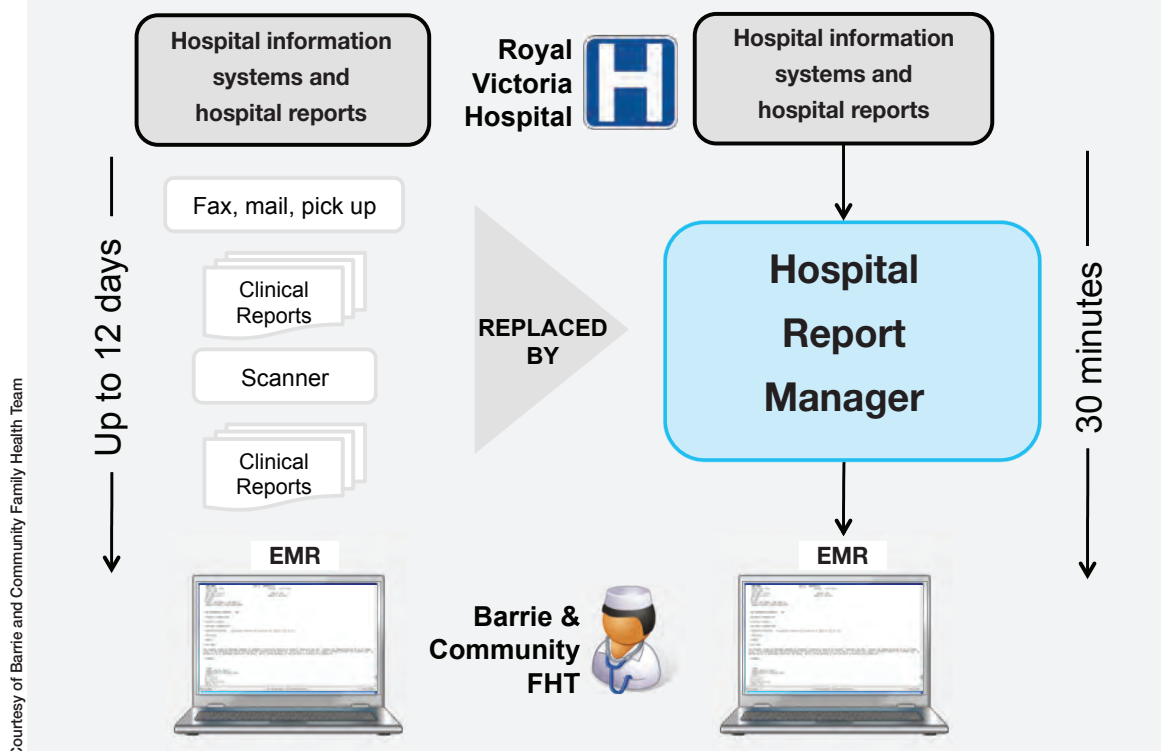 Hospital information
systems and
hospital reports
Royal
Victoria
Hospital
H
Hospital information
systems and
hospital reports
Up to 12 days
Fax, mail, pick up
Clinical
Reports
Scanner
Clinical
Reports
REPLACED
BY
Hospital
Report
Manager
30 minutes
EMR
Barrie &
Community
FHT
EMR
Courtesy of Barrie and Community Family Health Team